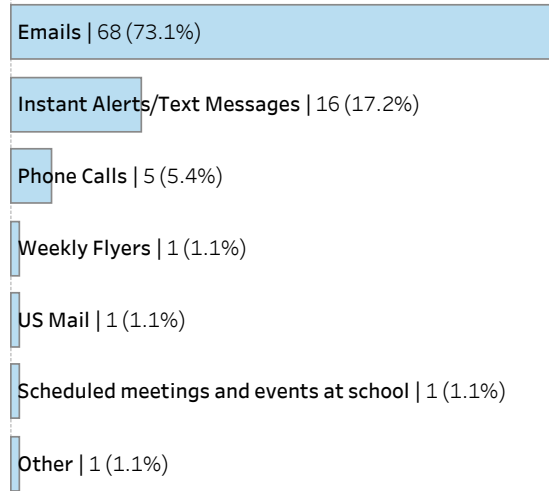 Emails | 68 (73.1%)
Instant Alerts/Text Messages | 16 (17.2%)
Phone Calls | 5 (5.4%)
Weekly Flyers | 1 (1.1%)
US Mail | 1 (1.1%)
Scheduled meetings and events at school | 1 (1.1%)
Other | 1 (1.1%)